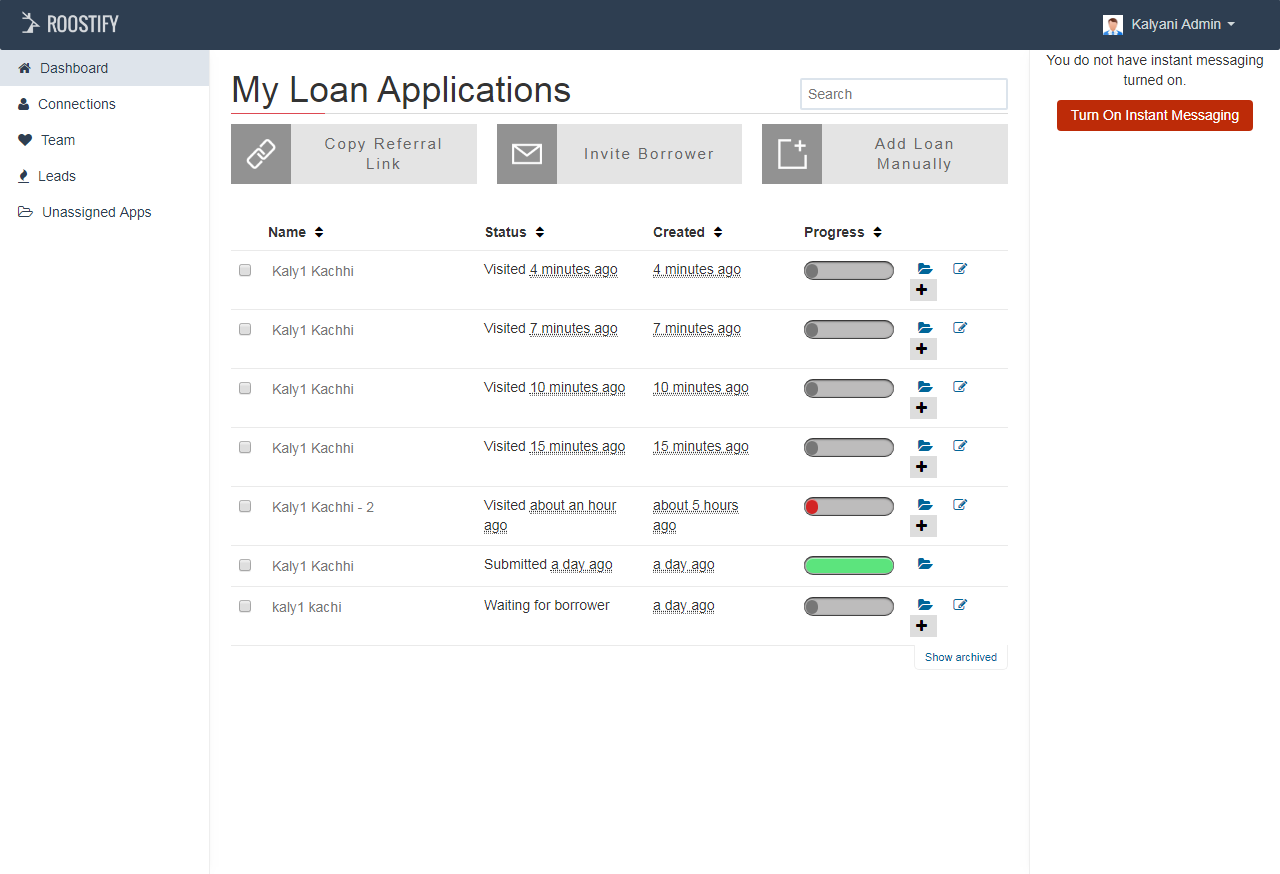 ROOSTIFY
Kalyani Admin
Dashboard
Connections
Team
Leads
Unassigned Apps
My Loan Applications
Search
Copy Referral
Link
Invite Borrower
Add Loan
Manually
Name Status Created Progress
Kaly1 Kachhi Visited 4 minutes ago 4 minutes ago
Kaly1 Kachhi Visited 7 minutes ago 7 minutes ago
Kaly1 Kachhi Visited 10 minutes ago 10 minutes ago
Kaly1 Kachhi Visited 15 minutes ago 15 minutes ago
Kaly1 Kachhi - 2 Visited about an hour about 5 hours
ago ago
Kaly1 Kachhi Submitted a day ago a day ago
kaly1 kachi Waiting for borrower a day ago
Show archived
You do not have instant messaging
turned on.
Turn On Instant Messaging